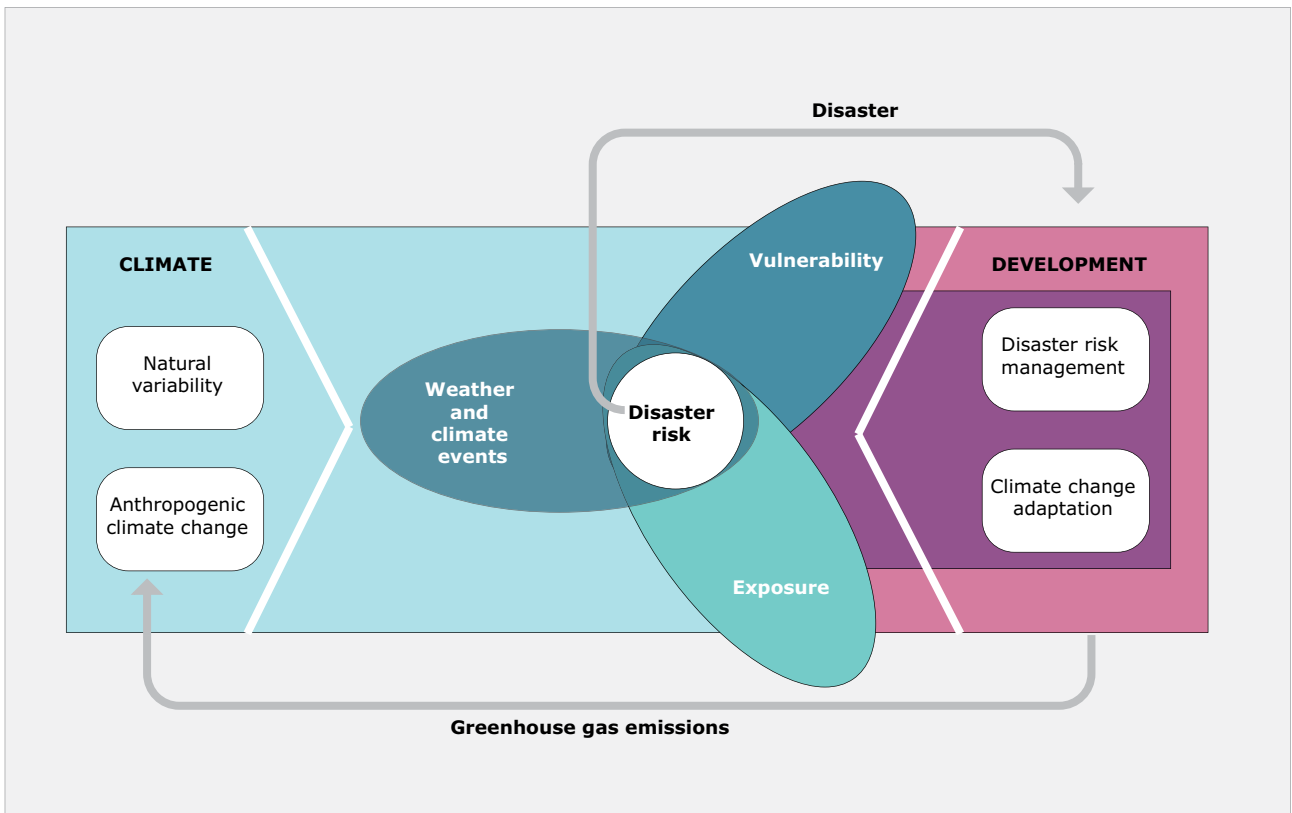 Disaster
CLIMATE
Natural
variability
Anthropogenic
climate change
Weather
and
climate
events
Disaster
risk
Vulnerability
Exposure
DEVELOPMENT
Disaster risk
management
Climate change
adaptation
Greenhouse gas emissions